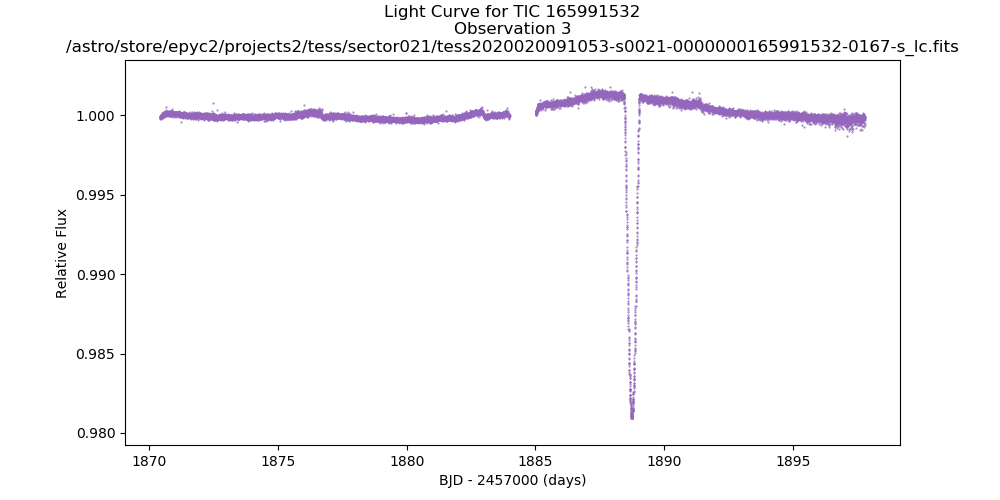 Light Curve for TIC 165991532
Observation 3
/astro/store/epyc2/projects2/tess/sector021/tess2020020091053-s0021-0000000165991532-0167-s_lc.fits
1.000
0.995
0.990
0.985
0.980
Relative Flux
1870 1875 1880 1885 1890 1895
BJD - 2457000 (days)